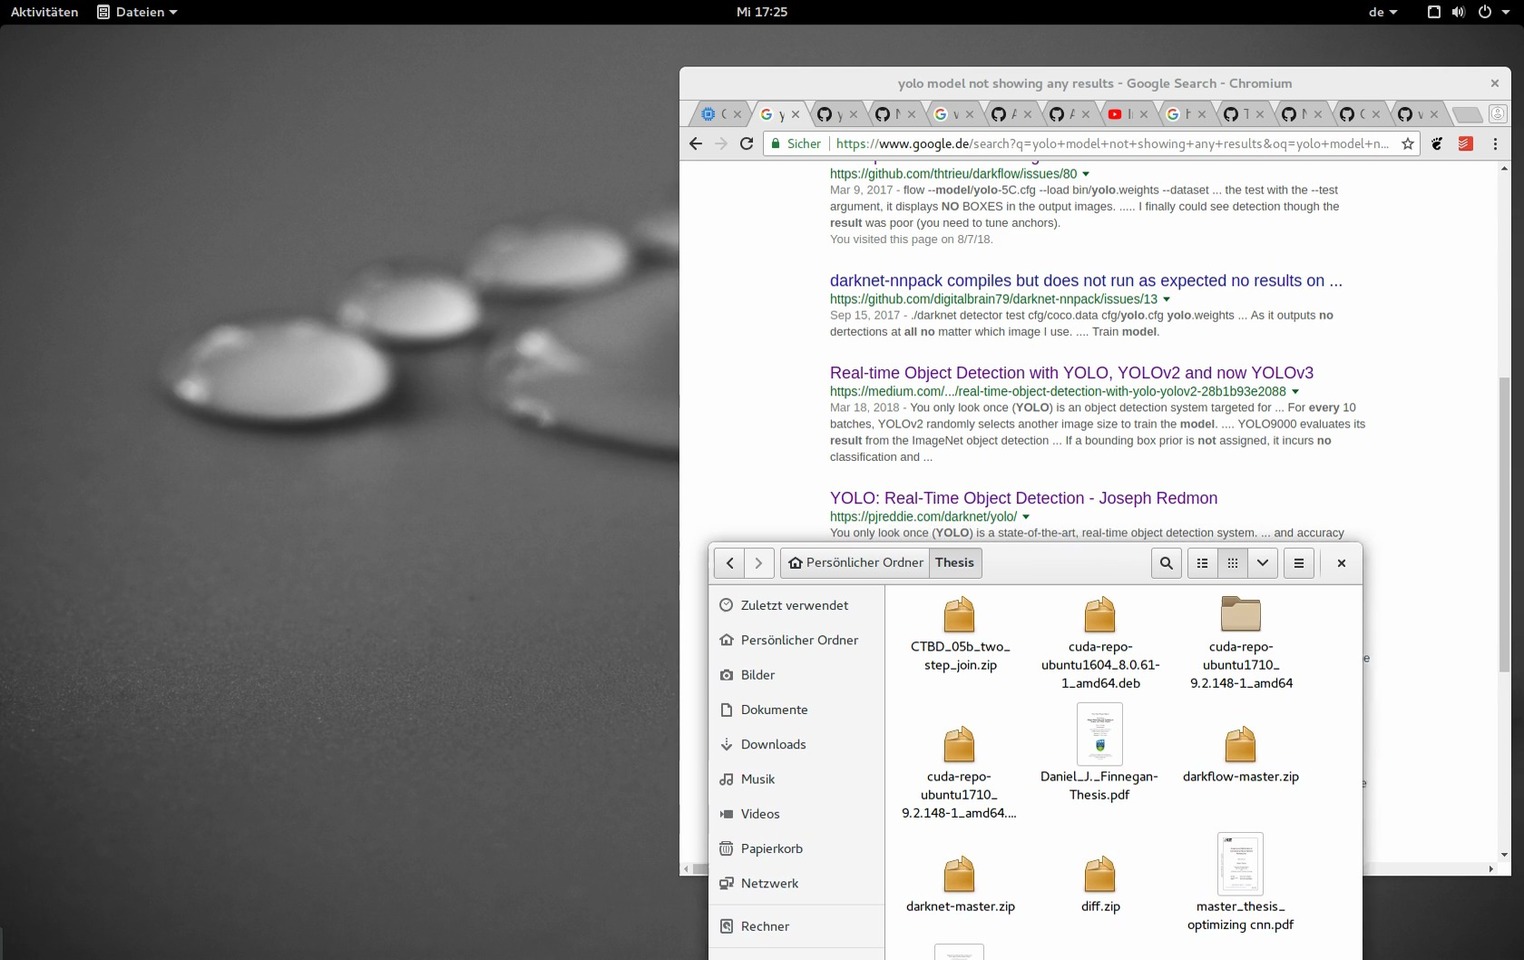 Aktivitäten
Dateien
Mi 17:25
de
yolo model not showing any results - Google Search - Chromium
Sicher
https://www.google.de/search?q=yolo+model+not+showing+any+results&oq=yolo+model+n...
https://github.com/thtrieu/darkflow/issues/80
Mar 9, 2017 - flow --model/yolo-5C.cfg --load bin/yolo.weights --dataset ... the test with the --test
argument, it displays NO BOXES in the output images. ..... I finally could see detection though the
result was poor (you need to tune anchors).
You visited this page on 8/7/18.
darknet-nnpack compiles but does not run as expected no results on ...
https://github.com/digitalbrain79/darknet-nnpack/issues/13
Sep 15, 2017 - ./darknet detector test cfg/coco.data cfg/yolo.cfg yolo.weights ... As it outputs no
dertections at all no matter which image I use. .... Train model.
Real-time Object Detection with YOLO, YOLOv2 and now YOLOv3
https://medium.com/.../real-time-object-detection-with-yolo-yolov2-28b1b93e2088
Mar 18, 2018 - You only look once (YOLO) is an object detection system targeted for ... For every 10
batches, YOLOv2 randomly selects another image size to train the model. .... YOLO9000 evaluates its
result from the ImageNet object detection ... If a bounding box prior is not assigned, it incurs no
classification and ...
YOLO: Real-Time Object Detection - Joseph Redmon
https://pjreddie.com/darknet/yolo/
You only look once (YOLO) is a state-of-the-art, real-time object detection system. ... and accuracy
Persönlicher Ordner
Thesis
Zuletzt verwendet
Persönlicher Ordner
Bilder
Dokumente
Downloads
Musik
Videos
Papierkorb
Netzwerk
Rechner
CTBD_05b_two_
step_join.zip
cuda-repo-
ubuntu1604_8.0.61-
1_amd64.deb
cuda-repo-
ubuntu1710_
9.2.148-1_amd64
cuda-repo-
ubuntu1710_
9.2.148-1_amd64....
Daniel_J._Finnegan-
Thesis.pdf
darkflow-master.zip
darknet-master.zip
diff.zip
master_thesis_
optimizing cnn.pdf